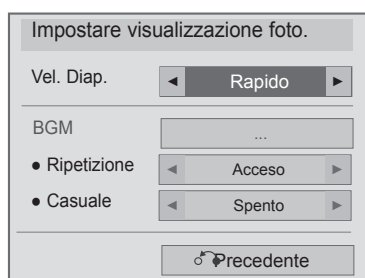 Impostare visualizzazione foto.
Vel. Diap. ◄ Rapido ►
BGM ...
● Ripetizione ◄ Acceso ►
● Casuale ◄ Spento ►
Precedente